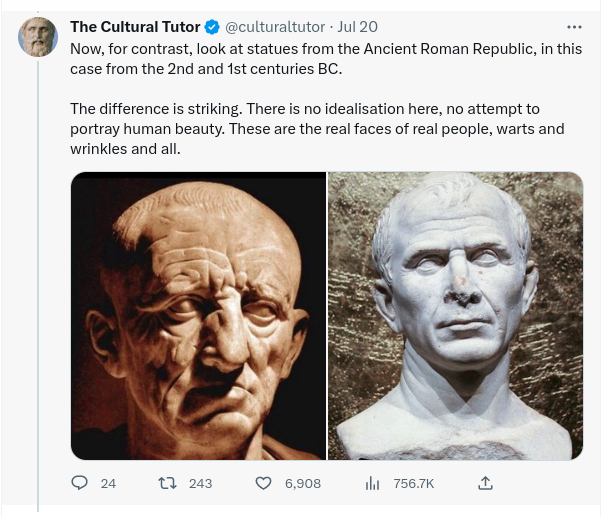 The Cultural Tutor @culturaltutor · Jul 20
Now, for contrast, look at statues from the Ancient Roman Republic, in this
case from the 2nd and 1st centuries BC.
The difference is striking. There is no idealisation here, no attempt to
portray human beauty. These are the real faces of real people, warts and
wrinkles and all.
24 243 6,908 756.7K